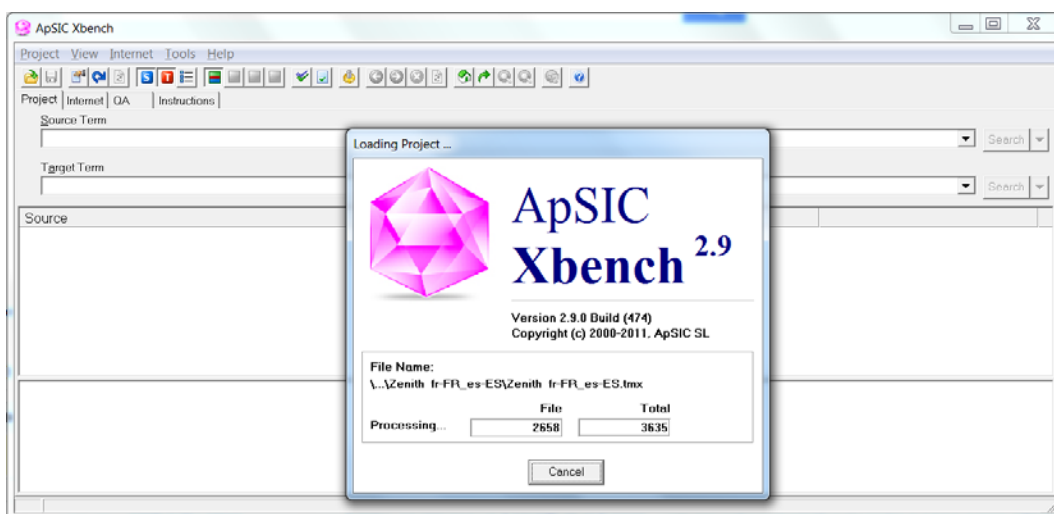 ApSIC Xbench
Project View Internet Tools Help
Project Internet QA Instructions
Source Term
Search
Target Term
Search
Source
Loading Project ...
ApSIC
Xbench 2.9
Version 2.9.0 Build (474)
Copyright (c) 2000-2011, ApSIC SL
File Name:
\...\Zenith fr-FR_es-ES\Zenith fr-FR_es-ES.tmx
File Total
Processing... 2658 3635
Cancel